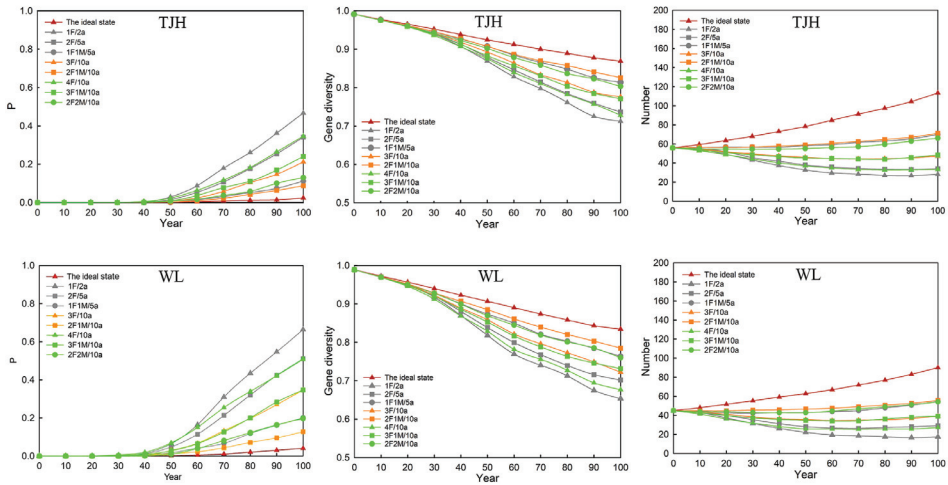 TJH
P
1.0
0.8
0.6
0.4
0.2
0.0
The ideal state
1F/2a
2F/5a
1F1M/5a
3F/10a
2F1M/10a
4F/10a
3F1M/10a
2F2M/10a
0 10 20 30 40 50 60 70 80 90 100
Year
TJH
Gene diversity
1.0
0.9
0.8
0.7
0.6
0.5
The ideal state
1F/2a
2F/5a
1F1M/5a
3F/10a
2F1M/10a
4F/10a
3F1M/10a
2F2M/10a
0 10 20 30 40 50 60 70 80 90 100
Year
TJH
Number
200
180
160
140
120
100
80
60
40
20
0
The ideal state
1F/2a
2F/5a
1F1M/5a
3F/10a
2F1M/10a
4F/10a
3F1M/10a
2F2M/10a
0 10 20 30 40 50 60 70 80 90 100
Year
WL
P
1.0
0.8
0.6
0.4
0.2
0.0
The ideal state
1F/2a
2F/5a
1F1M/5a
3F/10a
2F1M/10a
4F/10a
3F1M/10a
2F2M/10a
0 10 20 30 40 50 60 70 80 90 100
Year
WL
Gene diversity
1.0
0.9
0.8
0.7
0.6
0.5
The ideal state
1F/2a
2F/5a
1F1M/5a
3F/10a
2F1M/10a
4F/10a
3F1M/10a
2F2M/10a
0 10 20 30 40 50 60 70 80 90 100
Year
WL
Number
200
180
160
140
120
100
80
60
40
20
0
The ideal state
1F/2a
2F/5a
1F1M/5a
3F/10a
2F1M/10a
4F/10a
3F1M/10a
2F2M/10a
0 10 20 30 40 50 60 70 80 90 100
Year